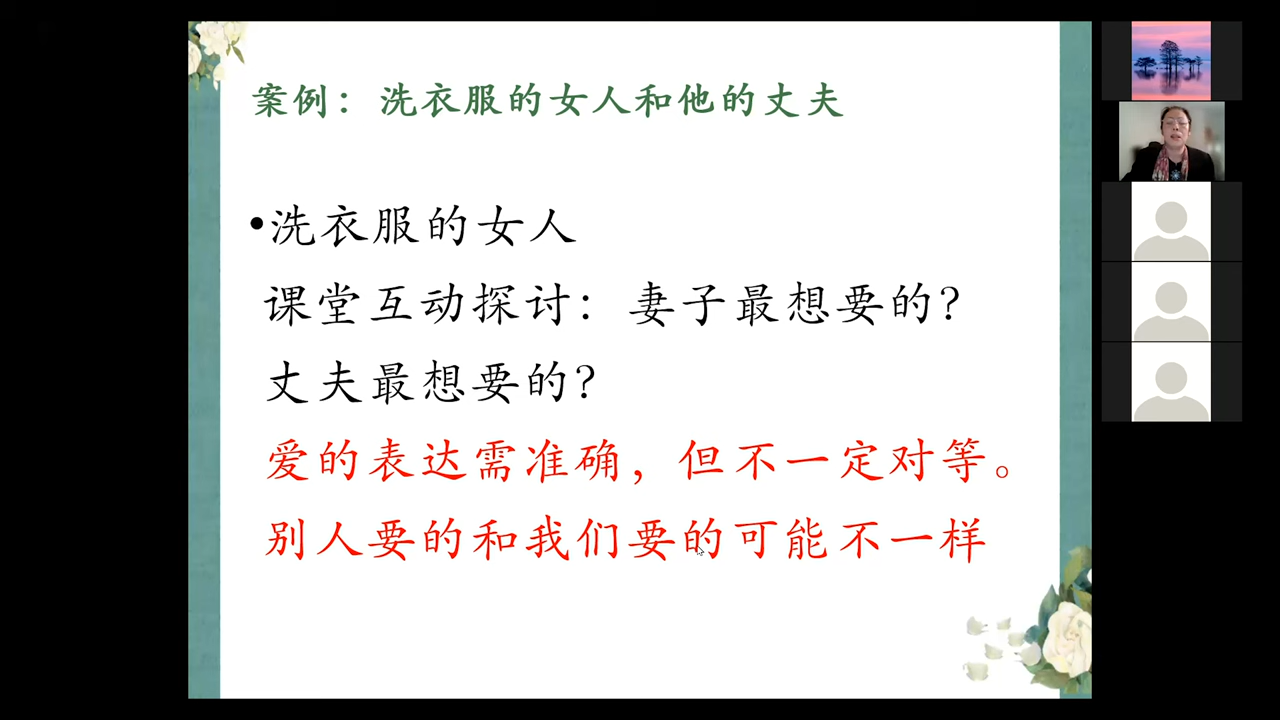 案例：洗衣服的女人和他的丈夫
•洗衣服的女人
课堂互动探讨：妻子最想要的?
丈夫最想要的?
爱的表达需准确，但不一定对等。
别人要的和我们要的可能不一样